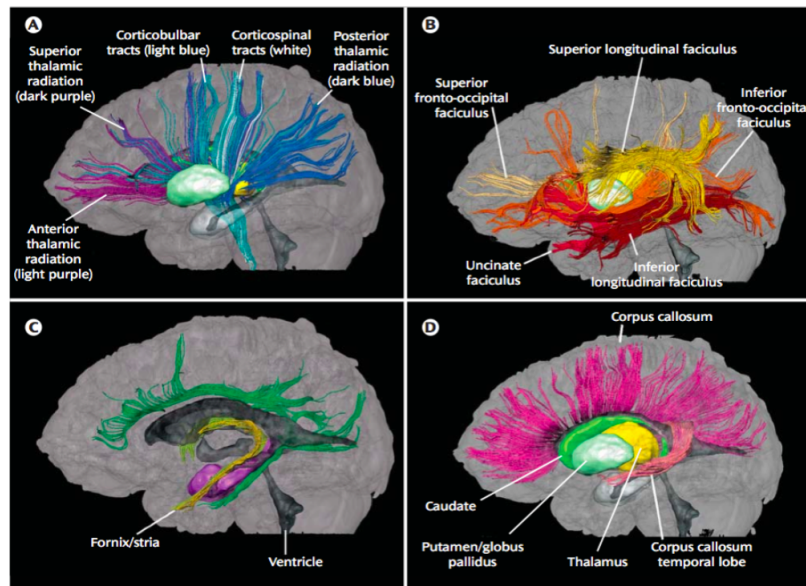 A
Superior
thalamic
radiation
(dark purple)
Corticobulbar
tracts (light blue)
Corticospinal
tracts (white)
Posterior
thalamic
radiation
(dark blue)
Anterior
thalamic
radiation
(light purple)
B
Superior longitudinal faciculus
Superior
fronto-occipital
faciculus
Inferior
fronto-occipital
faciculus
Uncinate
faciculus
Inferior
longitudinal faciculus
C
Fornix/stria
Ventricle
D
Corpus callosum
Caudate
Putamen/globus
pallidus
Thalamus
Corpus callosum
temporal lobe